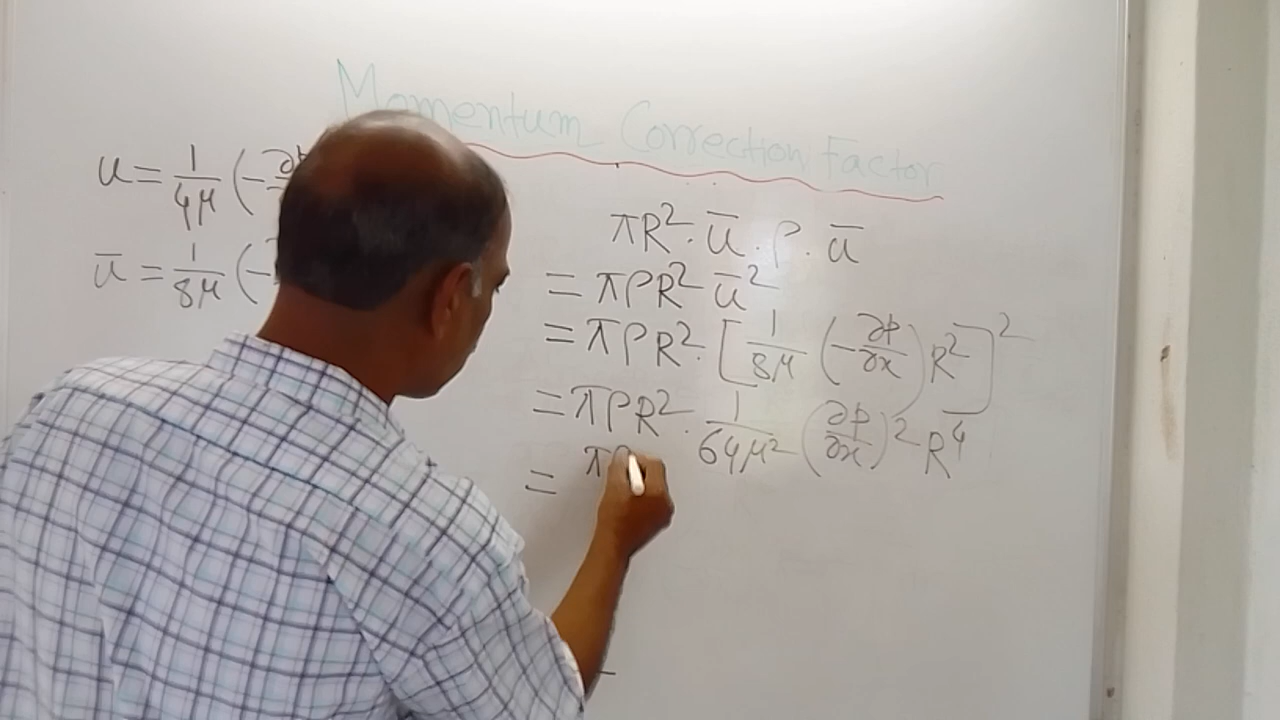 Momentum Correction Factor
u = 1/4μ (-∂p
ū = 1/8μ (-
πR². ū . ρ . ū
= πρR² ū²
= πρR². [1/8μ (-∂p/∂x) R²]²
= πρR². 1/64μ² (∂p/∂x)² R⁴
= πρ